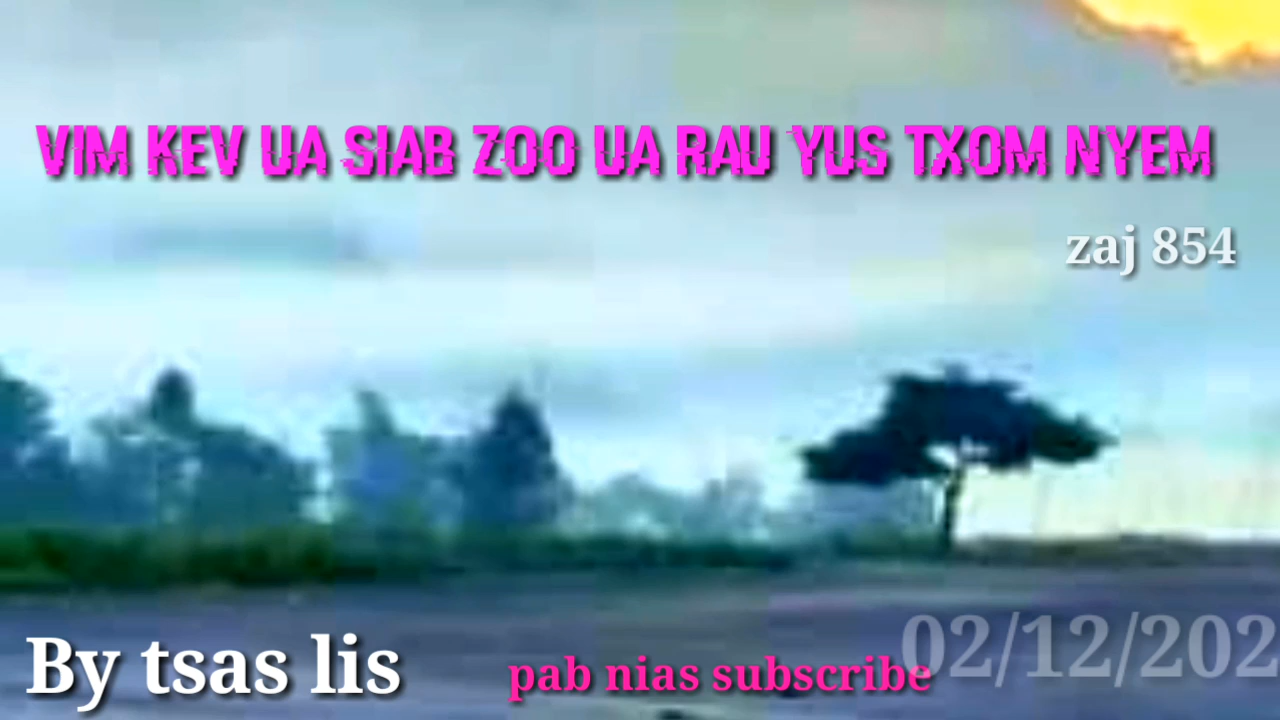 VIM KEV UA SIAB ZOO UA RAU YUS TXOM NYEM
zaj 854
By tsas lis
pab nias subscribe
02/12/202